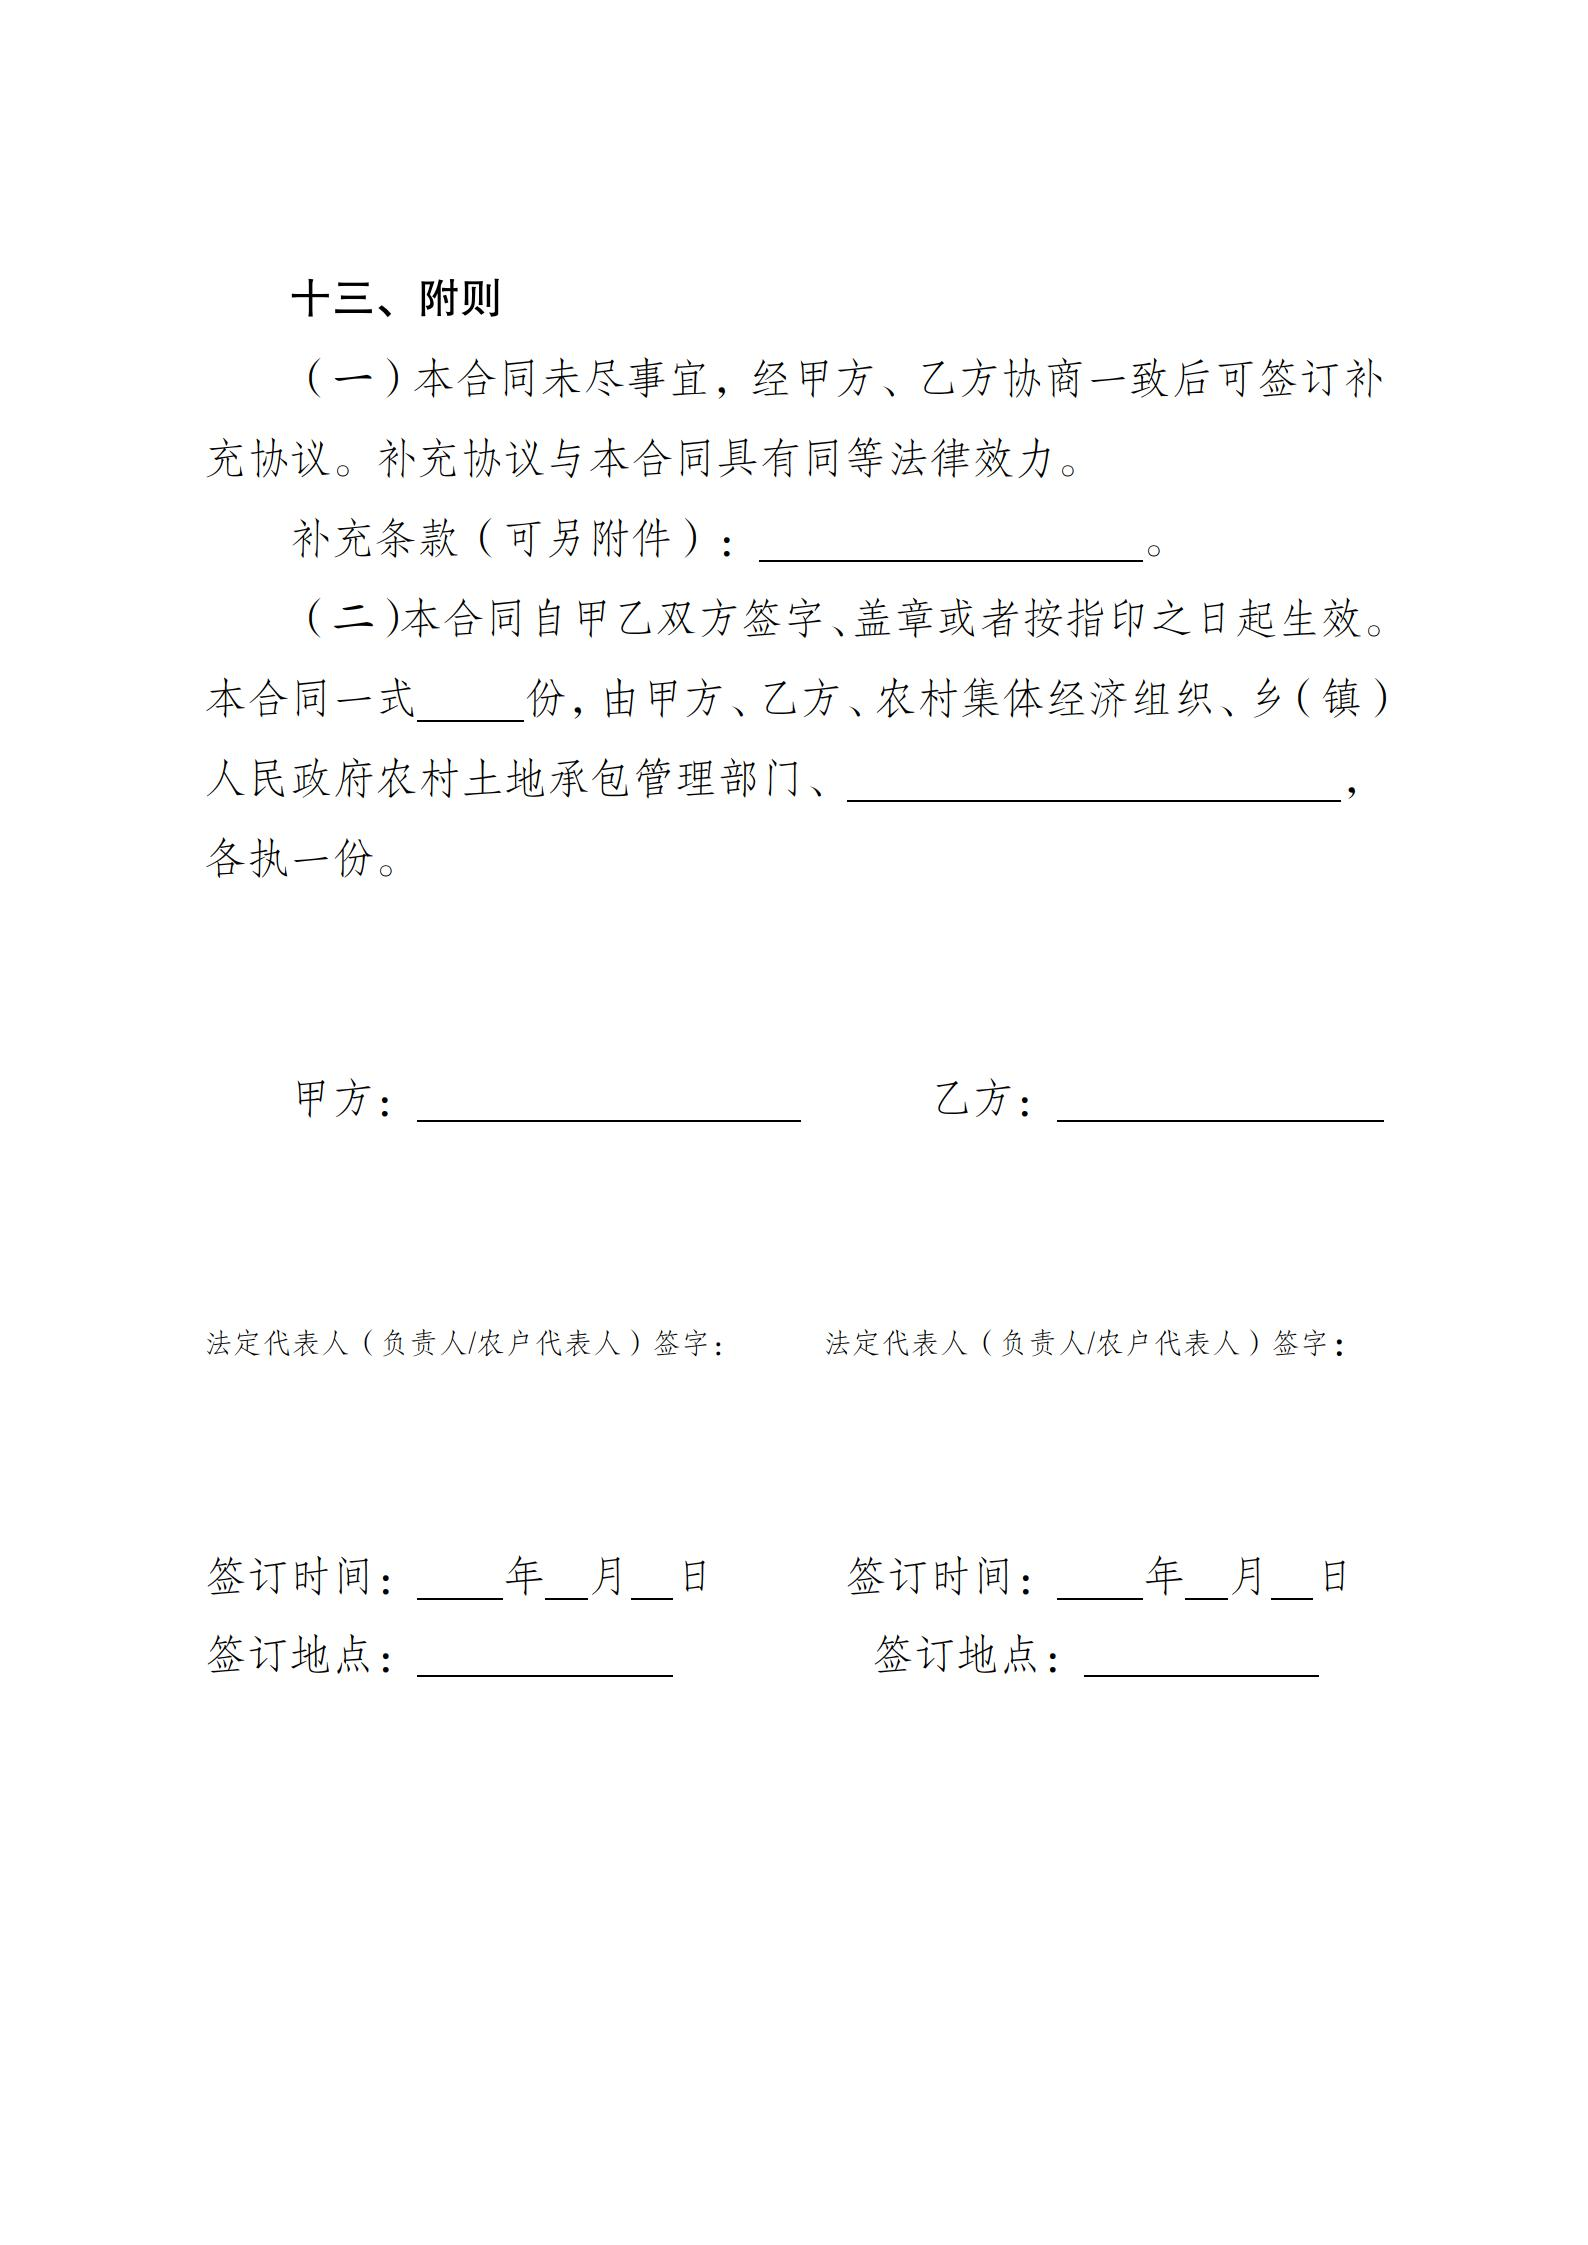 十三、附则
（一）本合同未尽事宜，经甲方、乙方协商一致后可签订补
充协议。补充协议与本合同具有同等法律效力。
补充条款（可另附件）：__________________。
（二）本合同自甲乙双方签字、盖章或者按指印之日起生效。
本合同一式_____份，由甲方、乙方、农村集体经济组织、乡（镇）
人民政府农村土地承包管理部门、_______________________，
各执一份。
甲方：__________________ 乙方：_______________
法定代表人（负责人/农户代表人）签字： 法定代表人（负责人/农户代表人）签字：
签订时间：____年__月__日 签订时间：____年__月__日
签订地点：____________ 签订地点：___________